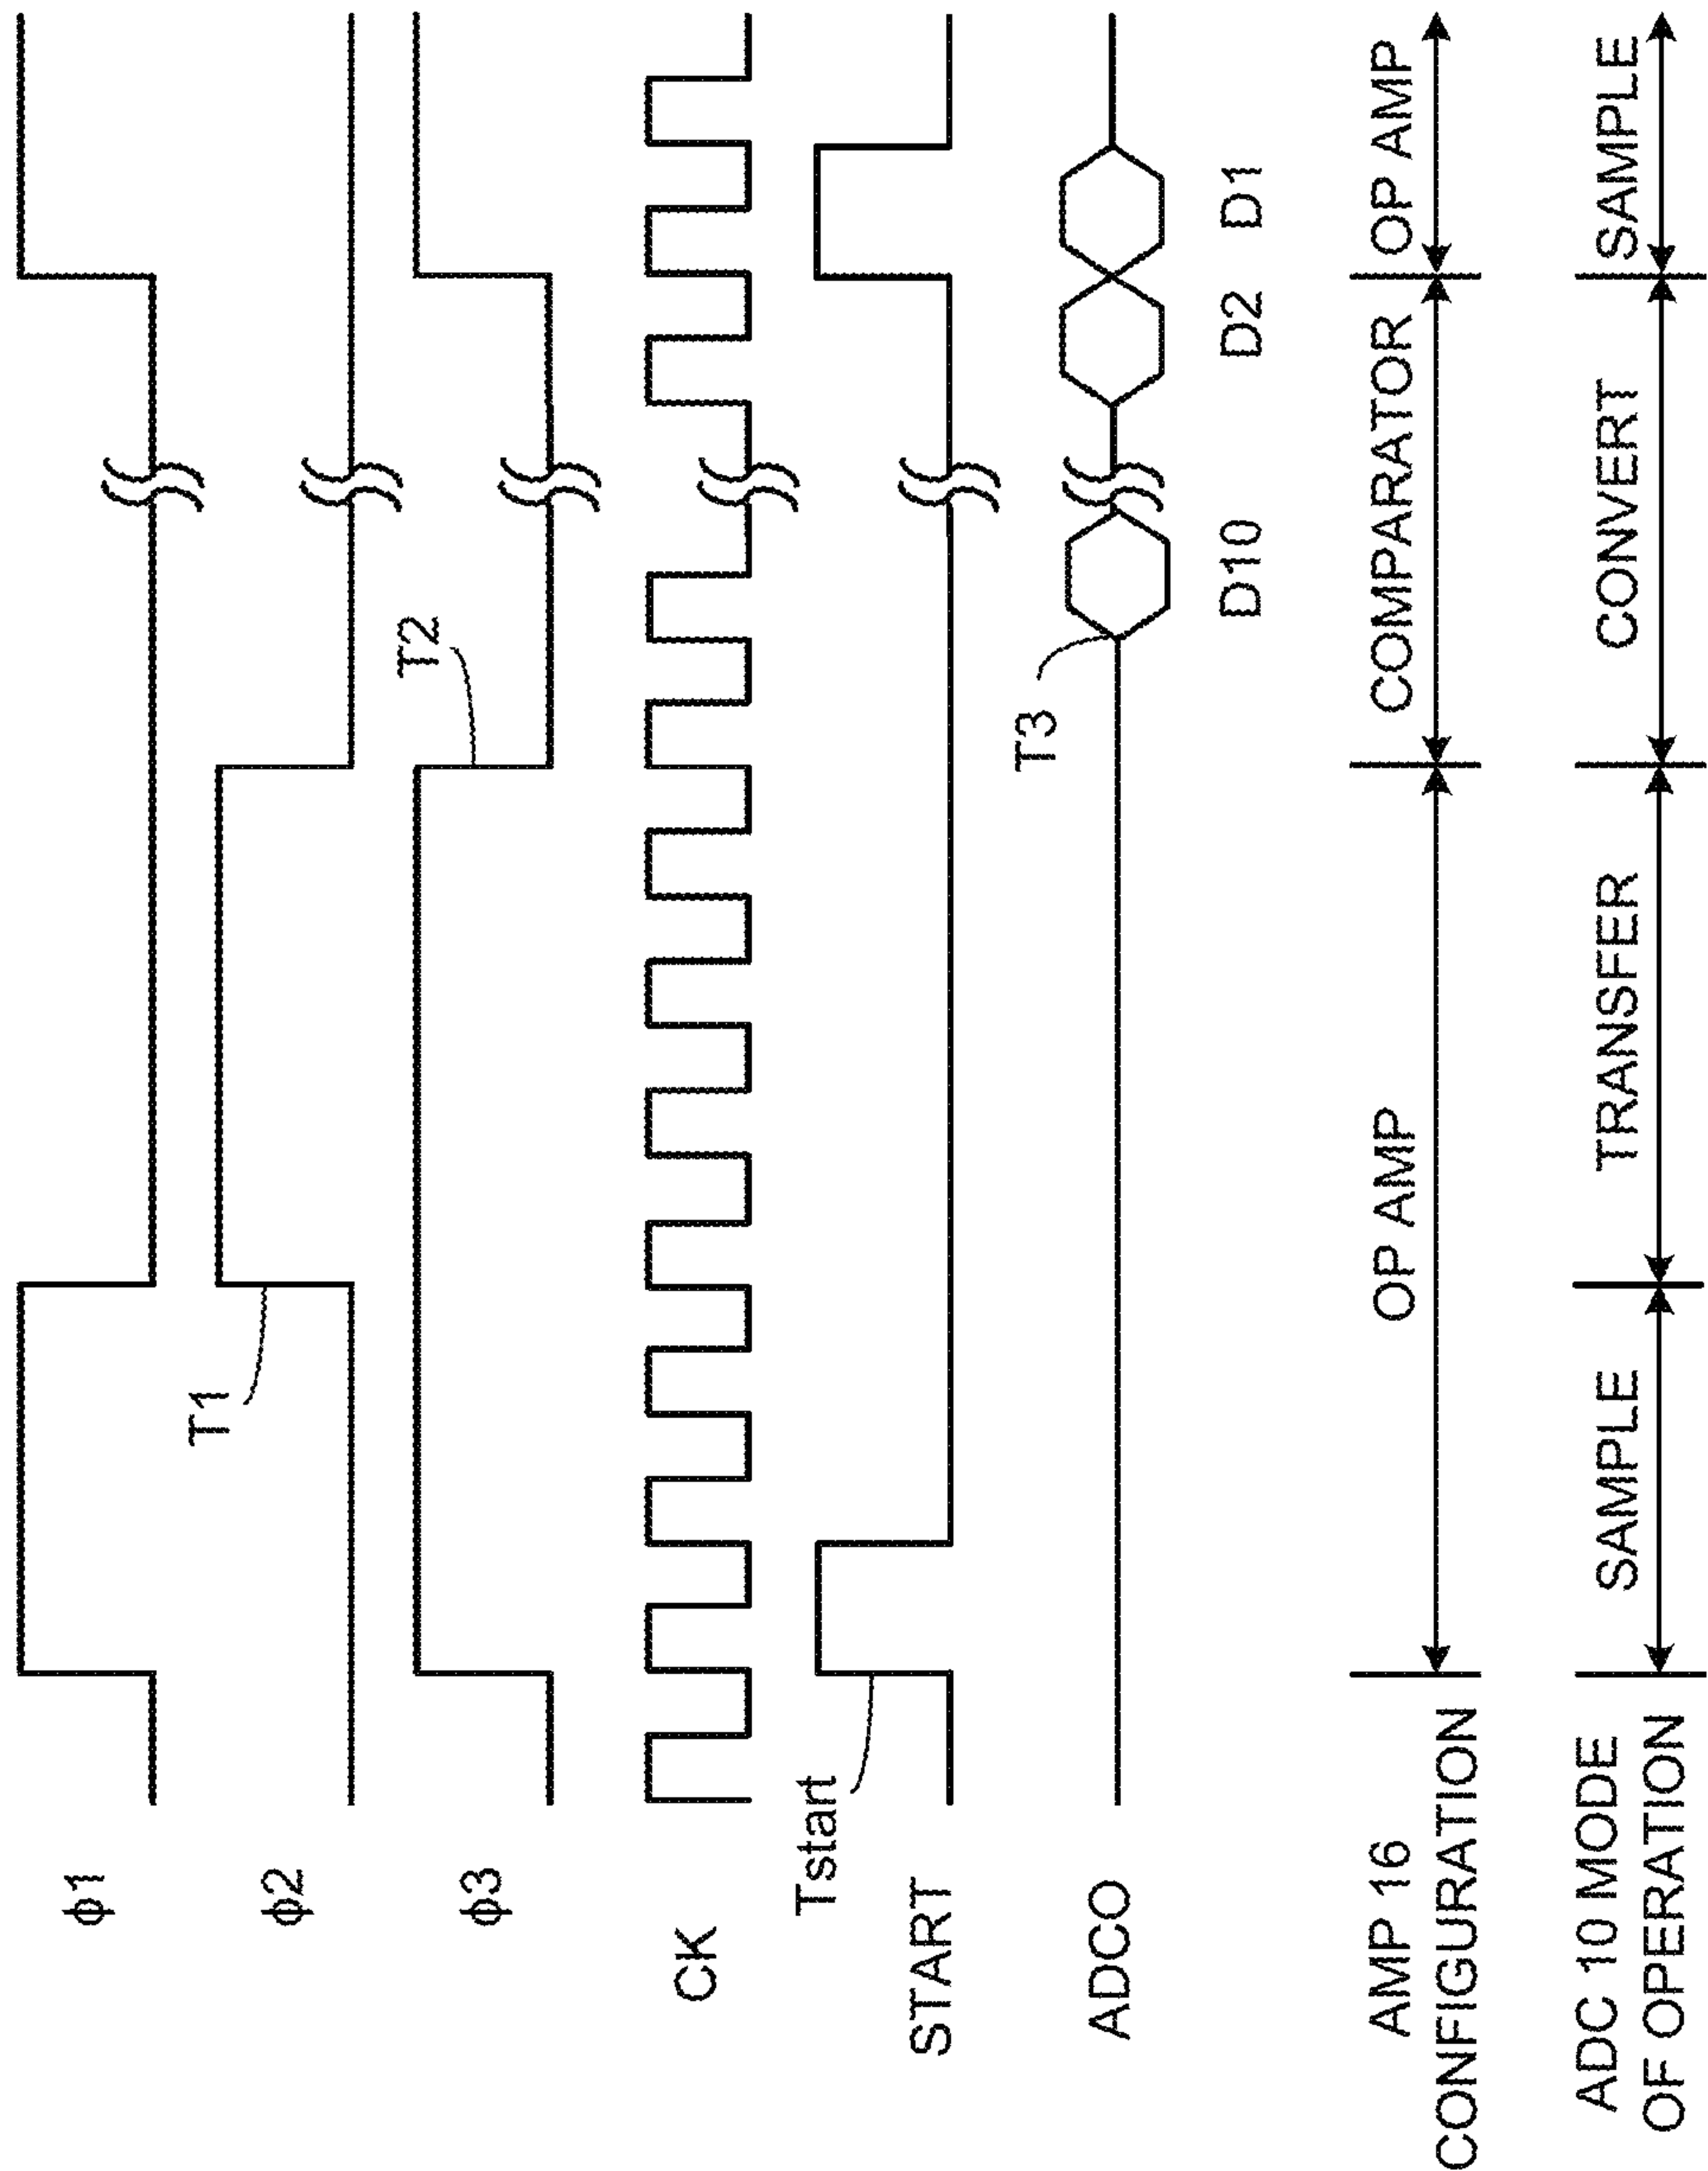 ϕ1
T1
ϕ2
T2
ϕ3
CK
Tstart
START
T3
ADCO
D10
D2
D1
AMP 16
CONFIGURATION
OP AMP
COMPARATOR
OP AMP
ADC 10 MODE
OF OPERATION
SAMPLE
TRANSFER
CONVERT
SAMPLE